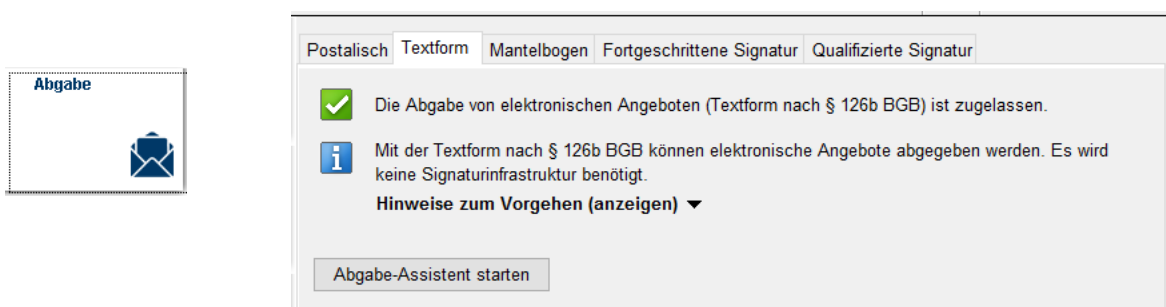 Abgabe
Postalisch Textform Mantelbogen Fortgeschrittene Signatur Qualifizierte Signatur
Die Abgabe von elektronischen Angeboten (Textform nach § 126b BGB) ist zugelassen.
Mit der Textform nach § 126b BGB können elektronische Angebote abgegeben werden. Es wird
keine Signaturinfrastruktur benötigt.
Hinweise zum Vorgehen (anzeigen)
Abgabe-Assistent starten